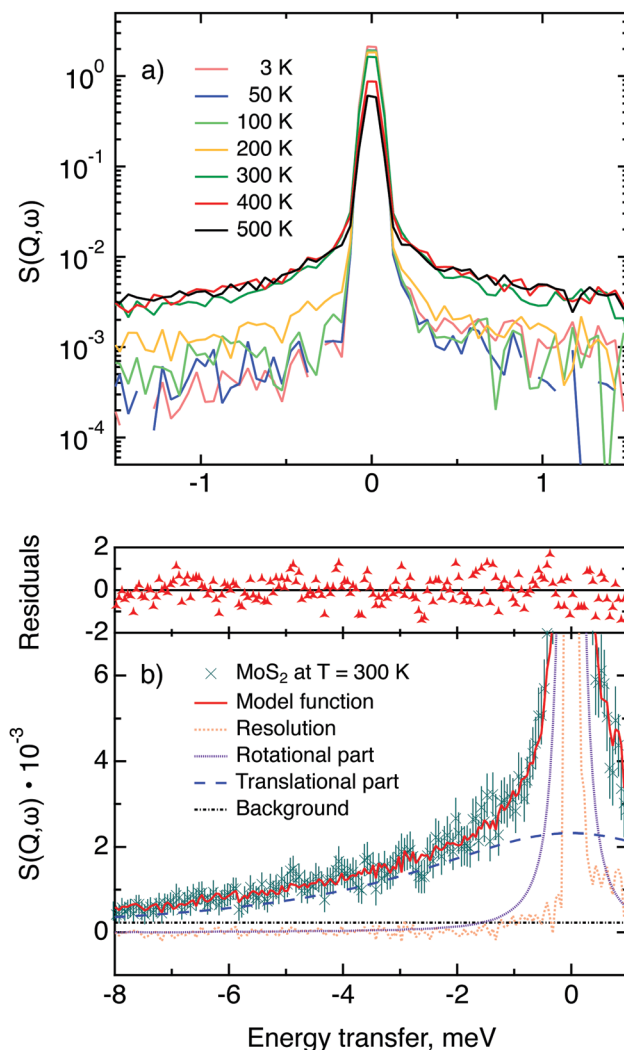 a)
3 K
50 K
100 K
200 K
300 K
400 K
500 K
10⁰
10⁻¹
10⁻²
10⁻³
10⁻⁴
S(Q,ω)
-1 0 1
Residuals
2
0
-2
b)
MoS₂ at T = 300 K
Model function
Resolution
Rotational part
Translational part
Background
6
4
2
0
S(Q,ω) • 10⁻³
-8 -6 -4 -2 0
Energy transfer, meV